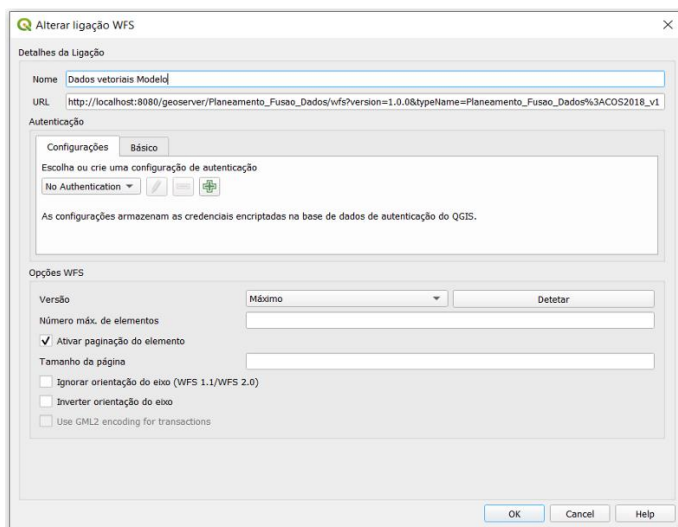 Alterar ligação WFS
Detalhes da Ligação
Nome Dados vetoriais Modelo
URL http://localhost:8080/geoserver/Planeamento_Fusao_Dados/wfs?version=1.0.0&typeName=Planeamento_Fusao_Dados%3ACOS2018_v1
Autenticação
Configurações Básico
Escolha ou crie uma configuração de autenticação
No Authentication
As configurações armazenam as credenciais encriptadas na base de dados de autenticação do QGIS.
Opções WFS
Versão Máximo Detetar
Número máx. de elementos
Ativar paginação do elemento
Tamanho da página
Ignorar orientação do eixo (WFS 1.1/WFS 2.0)
Inverter orientação do eixo
Use GML2 encoding for transactions
OK Cancel Help